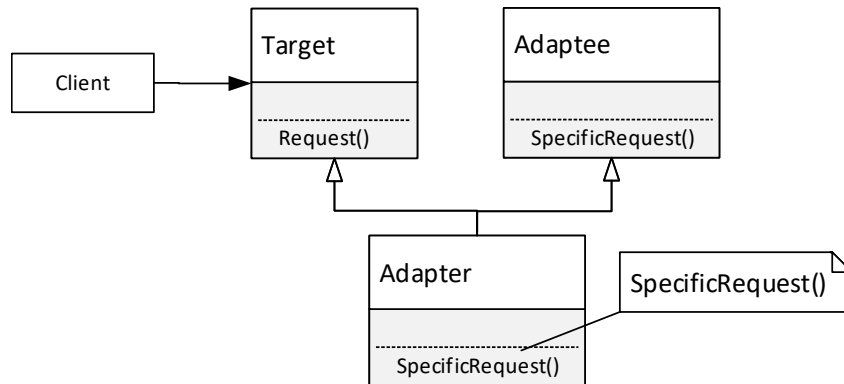 Target
Adaptee
Client
Request()
SpecificRequest()
Adapter
SpecificRequest()
SpecificRequest()